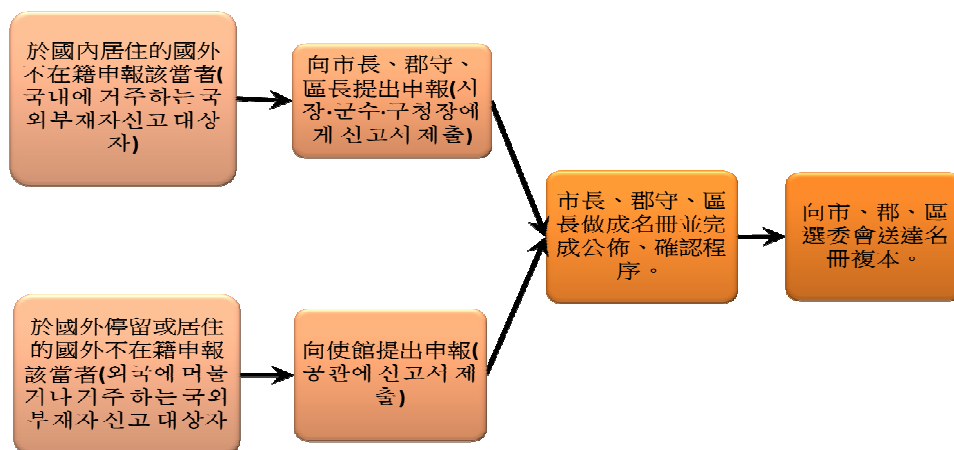 於國內居住的國外
不在籍申報該當者(
국내에 거주하는 국
외부재자신고 대상
자)
向市長、郡守、
區長提出申報(시
장·군수·구청장에
게 신고서 제출)
市長、郡守、區
長做成名冊並完
成公佈、確認程
序。
向市、郡、區
選委會送達名
冊複本。
於國外停留或居住
的國外不在籍申報
該當者(외국에 머물
거나 기주 하는 국외
부재자 신고 대상자
向使館提出申報(
공관에 신고서 제
출)